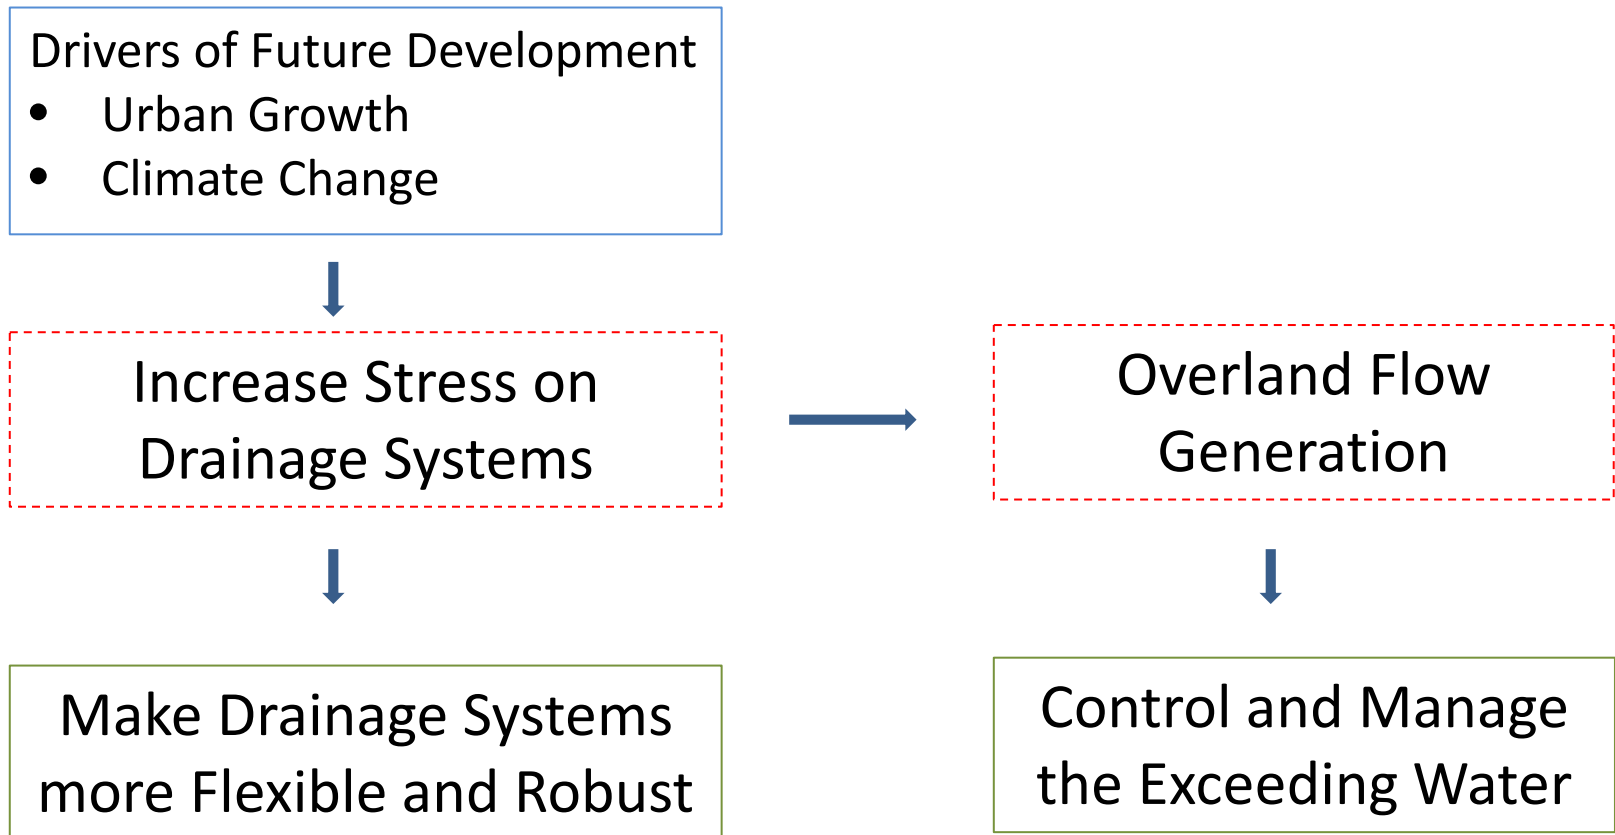 Drivers of Future Development
• Urban Growth
• Climate Change
Increase Stress on
Drainage Systems
Overland Flow
Generation
Make Drainage Systems
more Flexible and Robust
Control and Manage
the Exceeding Water